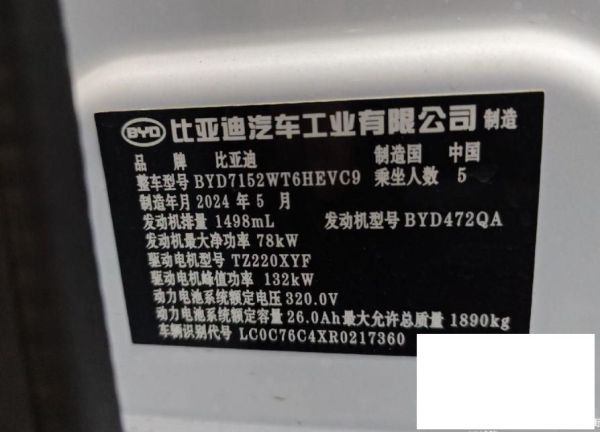 BYD 比亚迪汽车工业有限公司 制造
品 牌 比亚迪 制造国 中国
整车型号 BYD7152WT6HEVC9 乘坐人数 5
制造年月 2024 年 5 月
发动机排量 1498mL 发动机型号 BYD472QA
发动机最大净功率 78kW
驱动电机型号 TZ220XYF
驱动电机峰值功率 132kW
动力电池系统额定电压 320.0V
动力电池系统额定容量 26.0Ah 最大允许总质量 1890kg
车辆识别代号 LC0C76C4XR0217360